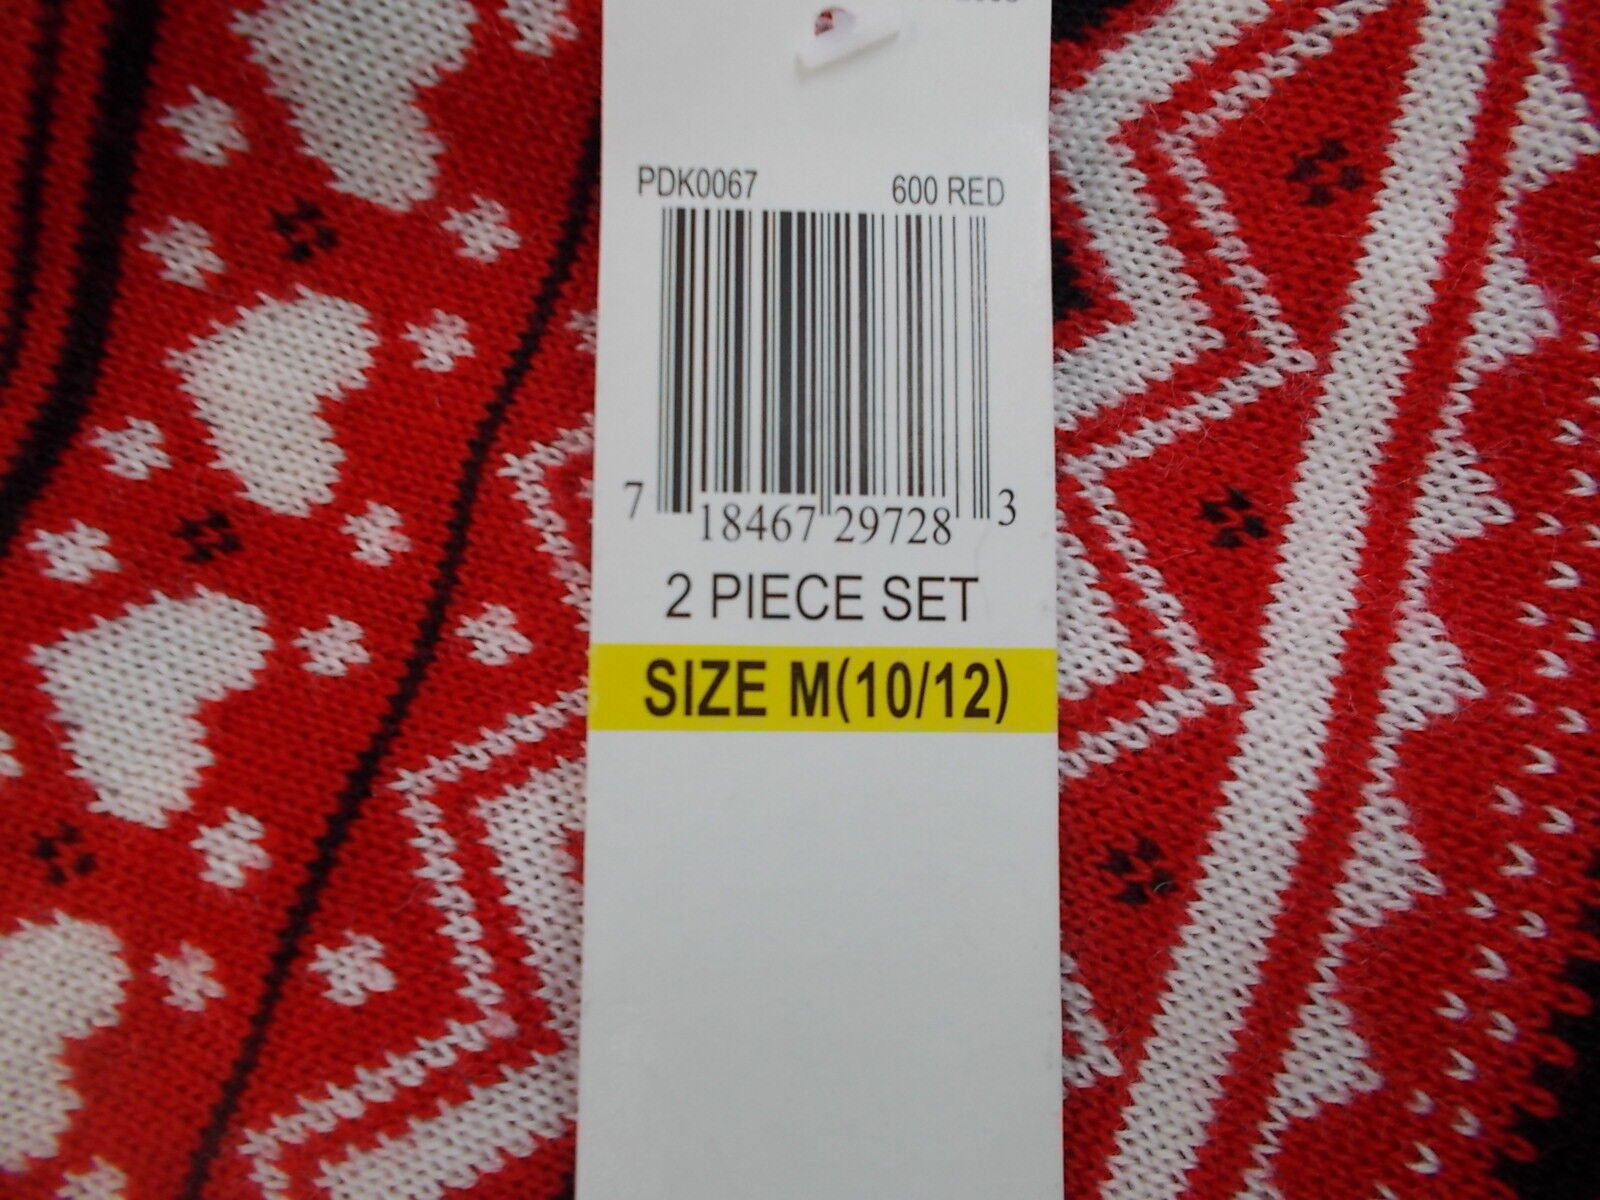 PDK0067 600 RED
7 18467 29728 3
2 PIECE SET
SIZE M(10/12)